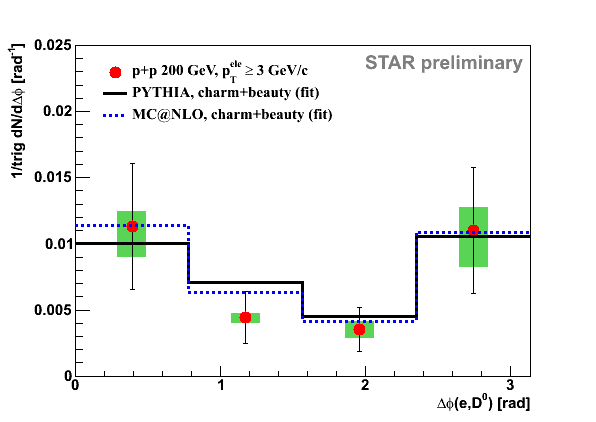 STAR preliminary
p+p 200 GeV, p_T^ele ≥ 3 GeV/c
PYTHIA, charm+beauty (fit)
MC@NLO, charm+beauty (fit)
1/trig dN/dΔϕ [rad⁻¹]
0.025
0.02
0.015
0.01
0.005
0
0 1 2 3
Δϕ(e,D⁰) [rad]